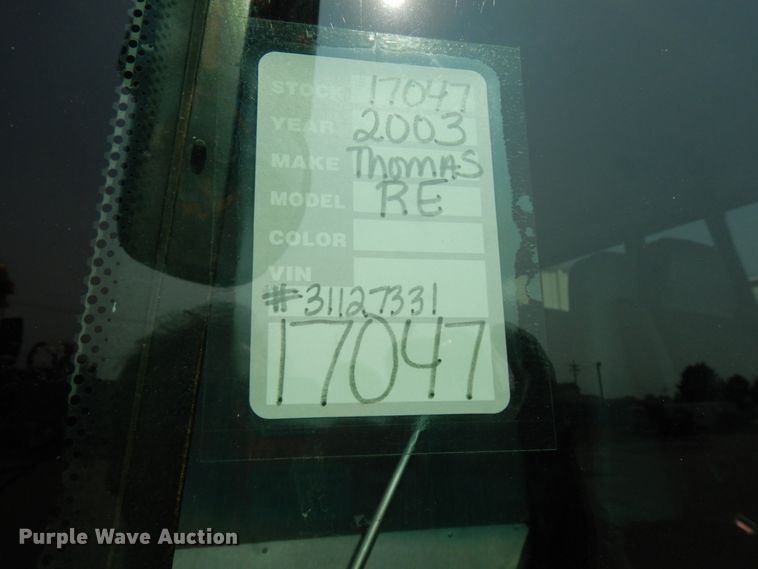 STOCK 17047
YEAR 2003
MAKE Thomas
MODEL RE
COLOR
VIN
#31127331
17047
Purple Wave Auction